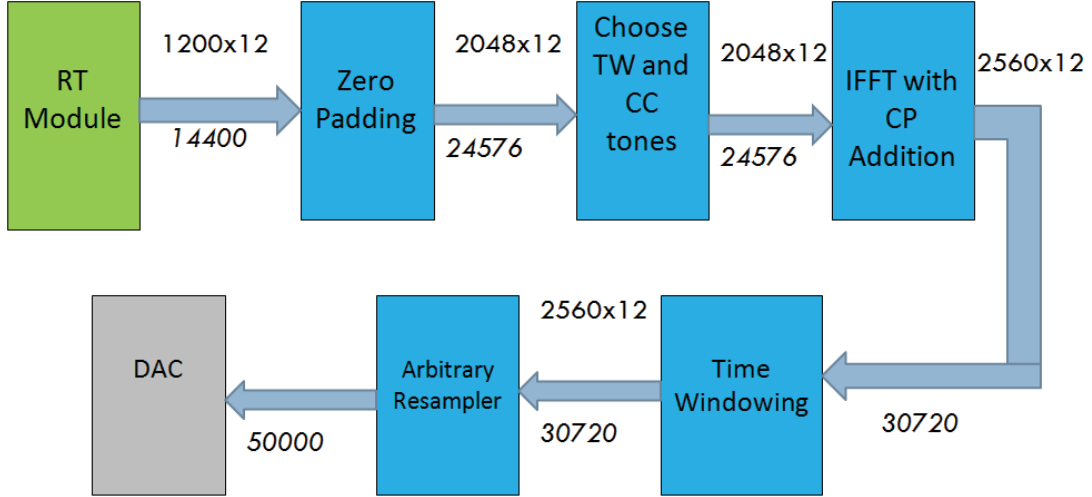 RT
Module
1200x12
14400
Zero
Padding
2048x12
24576
Choose
TW and
CC
tones
2048x12
24576
IFFT with
CP
Addition
2560x12
30720
Time
Windowing
2560x12
30720
Arbitrary
Resampler
50000
DAC